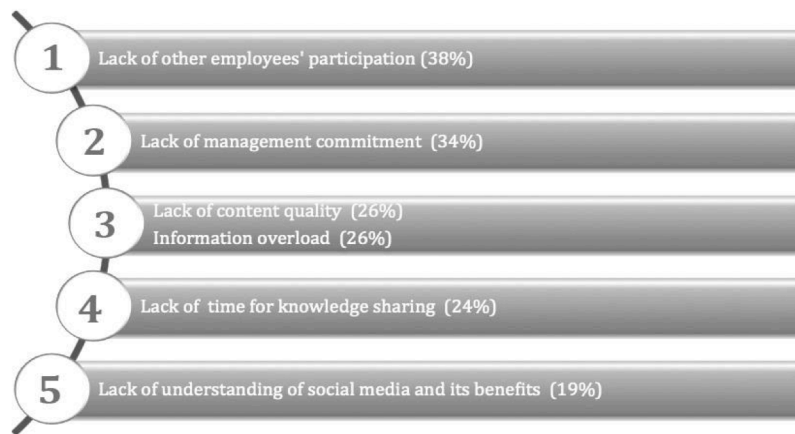 1
Lack of other employees' participation (38%)
2
Lack of management commitment (34%)
3
Lack of content quality (26%)
Information overload (26%)
4
Lack of time for knowledge sharing (24%)
5
Lack of understanding of social media and its benefits (19%)